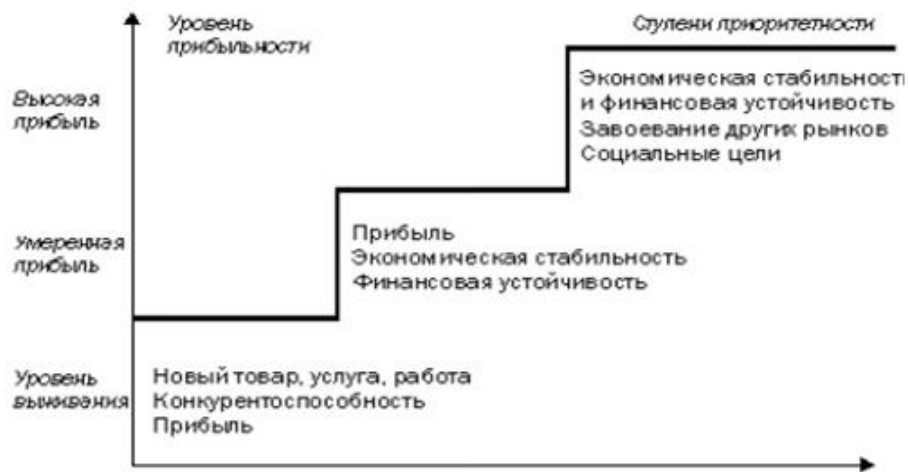 Уровень
прибыльности
Ступени приоритетности
Высокая
прибыль
Экономическая стабильность
и финансовая устойчивость
Завоевание других рынков
Социальные цели
Умеренная
прибыль
Прибыль
Экономическая стабильность
Финансовая устойчивость
Уровень
выживания
Новый товар, услуга, работа
Конкурентоспособность
Прибыль